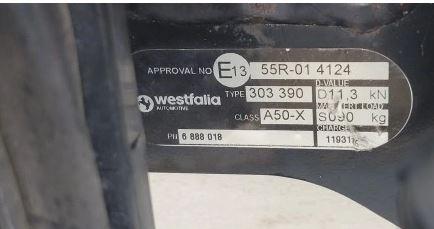 APPROVAL NO E13 55R-01 4124
D-VALUE
TYPE 303 390 D11,3 kN
westfalia
AUTOMOTIVE
CLASS A50-X S090 kg
CHARGE
PN 6 888 018